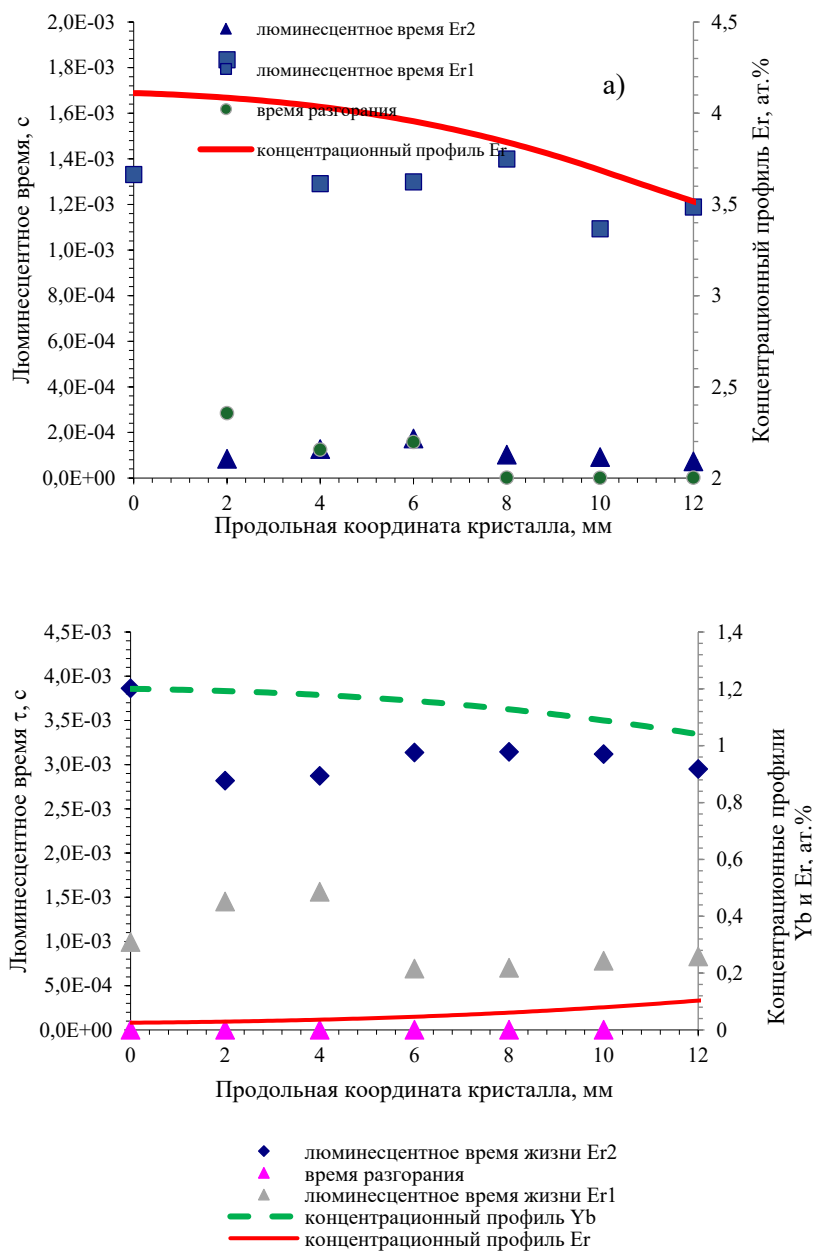 2,0E-03
1,8E-03
1,6E-03
1,4E-03
1,2E-03
1,0E-03
8,0E-04
6,0E-04
4,0E-04
2,0E-04
0,0E+00
Люминесцентное время, с
люминесцентное время Er2
люминесцентное время Er1
время разгорания
концентрационный профиль Er
а)
4,5
4
3,5
3
2,5
2
Концентрационный профиль Er, ат.%
0 2 4 6 8 10 12
Продольная координата кристалла, мм
4,5E-03
4,0E-03
3,5E-03
3,0E-03
2,5E-03
2,0E-03
1,5E-03
1,0E-03
5,0E-04
0,0E+00
Люминесцентное время τ, с
1,4
1,2
1
0,8
0,6
0,4
0,2
0
Концентрационные профили
Yb и Er, ат.%
0 2 4 6 8 10 12
Продольная координата кристалла, мм
люминесцентное время жизни Er2
время разгорания
люминесцентное время жизни Er1
концентрационный профиль Yb
концентрационный профиль Er